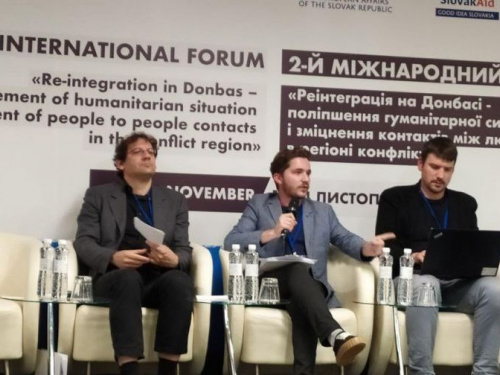 OF THE SLOVAK REPUBLIC
SlovakAid
GOOD IDEA SLOVAKIA
INTERNATIONAL FORUM
«Re-integration in Donbas –
ement of humanitarian situation
ent of people to people contacts
in the conflict region»
NOVEMBER
2-Й МІЖНАРОДНИЙ
«Реінтеграція на Донбасі -
поліпшення гуманітарної си
і зміцнення контактів між лю
в регіоні конфлік
ЛИСТОП